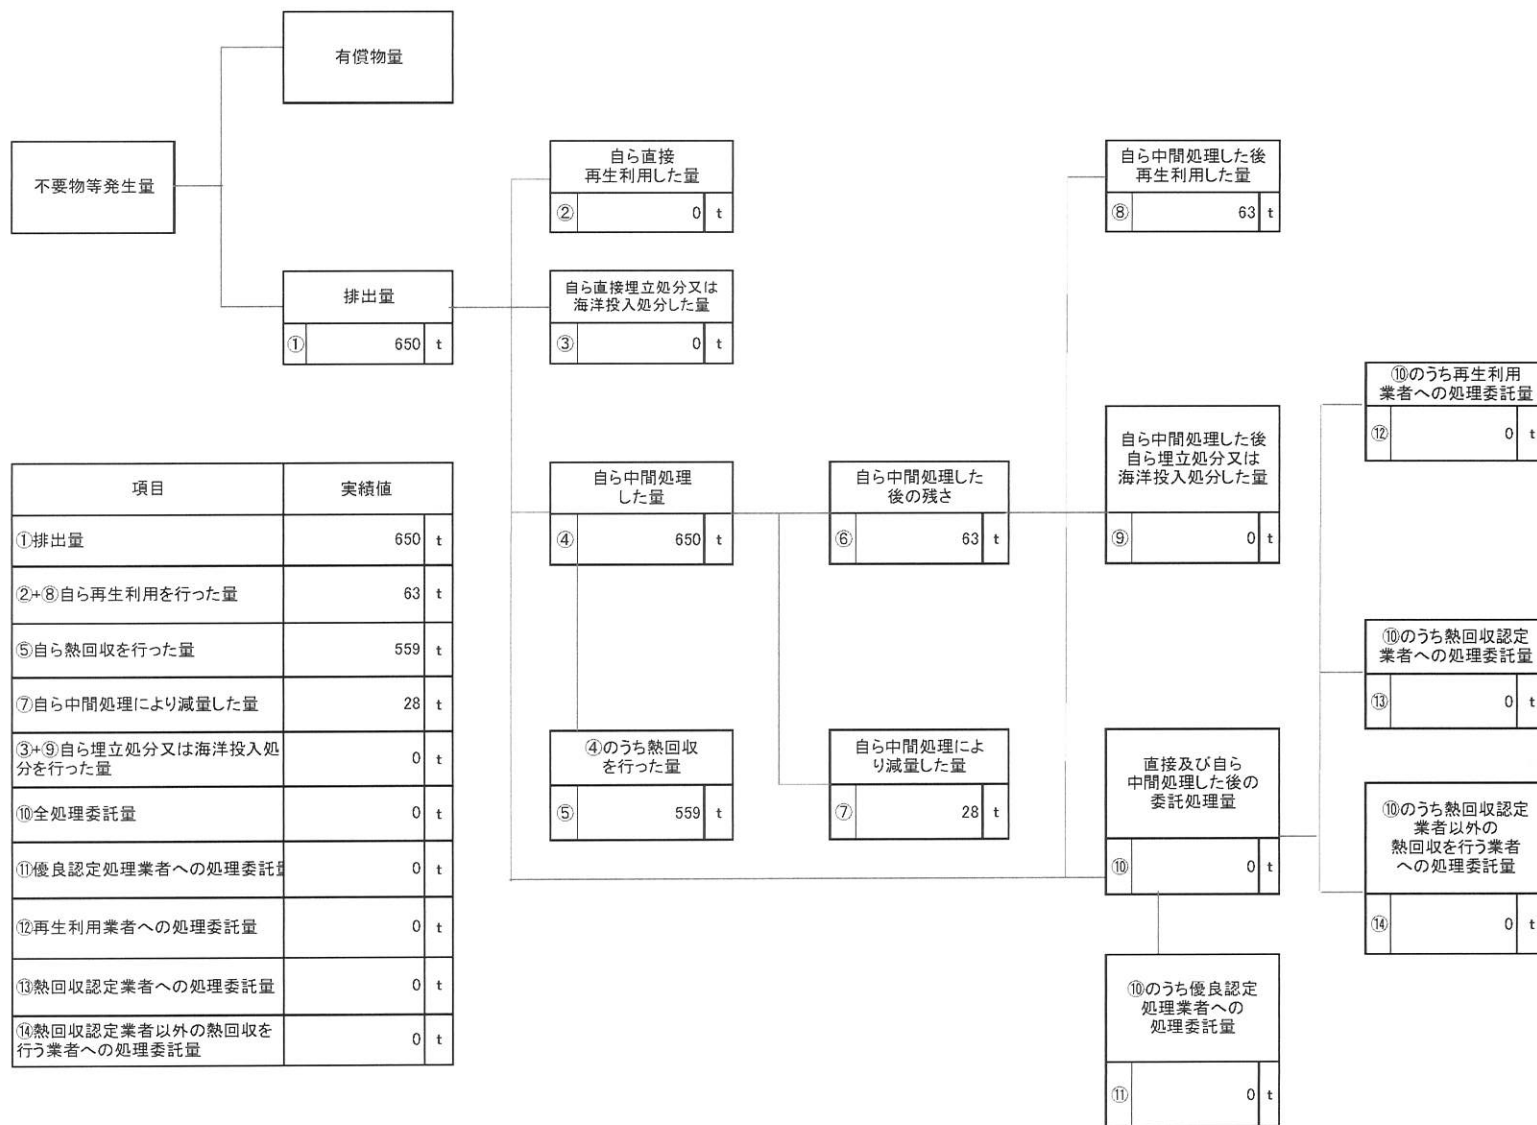 有償物量
不要物等発生量
排出量
① 650 t
自ら直接
再生利用した量
② 0 t
自ら直接埋立処分又は
海洋投入処分した量
③ 0 t
自ら中間処理
した量
④ 650 t
④のうち熱回収
を行った量
⑤ 559 t
自ら中間処理した
後の残さ
⑥ 63 t
自ら中間処理によ
り減量した量
⑦ 28 t
自ら中間処理した後
再生利用した量
⑧ 63 t
自ら中間処理した後
自ら埋立処分又は
海洋投入処分した量
⑨ 0 t
直接及び自ら
中間処理した後の
委託処理量
⑩ 0 t
⑩のうち優良認定
処理業者への
処理委託量
⑪ 0 t
⑩のうち再生利用
業者への処理委託量
⑫ 0 t
⑩のうち熱回収認定
業者への処理委託量
⑬ 0 t
⑩のうち熱回収認定
業者以外の
熱回収を行う業者
への処理委託量
⑭ 0 t
項目 実績値
①排出量 650 t
②+⑧自ら再生利用を行った量 63 t
⑤自ら熱回収を行った量 559 t
⑦自ら中間処理により減量した量 28 t
③+⑨自ら埋立処分又は海洋投入処
分を行った量 0 t
⑩全処理委託量 0 t
⑪優良認定処理業者への処理委託量 0 t
⑫再生利用業者への処理委託量 0 t
⑬熱回収認定業者への処理委託量 0 t
⑭熱回収認定業者以外の熱回収を
行う業者への処理委託量 0 t